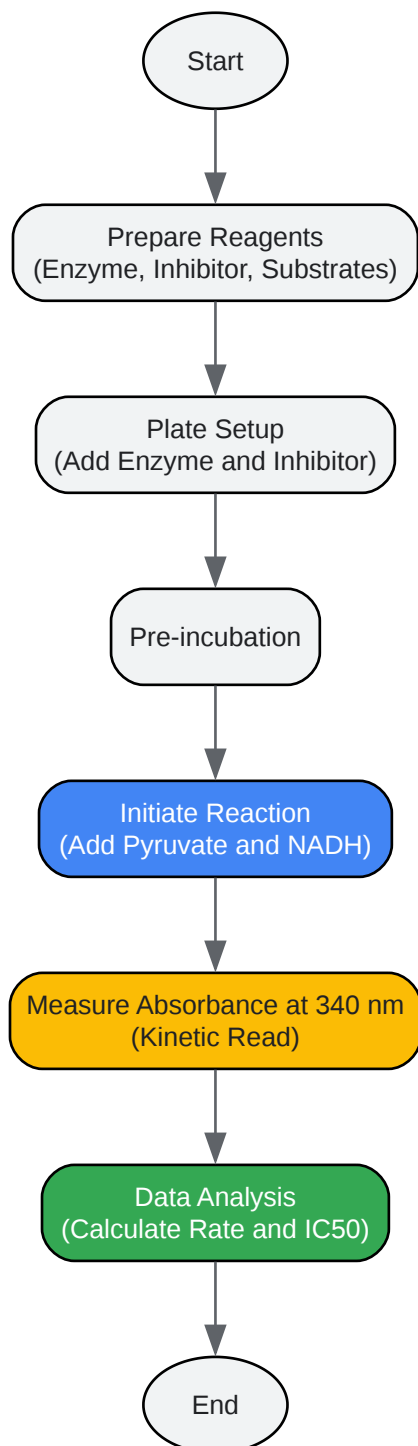 Start
Prepare Reagents
(Enzyme, Inhibitor, Substrates)
Plate Setup
(Add Enzyme and Inhibitor)
Pre-incubation
Initiate Reaction
(Add Pyruvate and NADH)
Measure Absorbance at 340 nm
(Kinetic Read)
Data Analysis
(Calculate Rate and IC50)
End